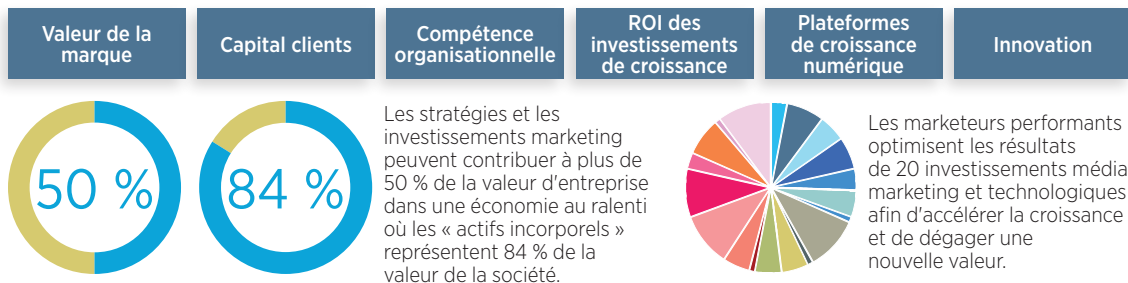 Valeur de la
marque
Capital clients
Compétence
organisationnelle
ROI des
investissements
de croissance
Plateformes
de croissance
numérique
Innovation
50 %
84 %
Les stratégies et les
investissements marketing
peuvent contribuer à plus de
50 % de la valeur d'entreprise
dans une économie au ralenti
où les « actifs incorporels »
représentent 84 % de la
valeur de la société.
Les marketeurs performants
optimisent les résultats
de 20 investissements média
marketing et technologiques
afin d'accélérer la croissance
et de dégager une
nouvelle valeur.